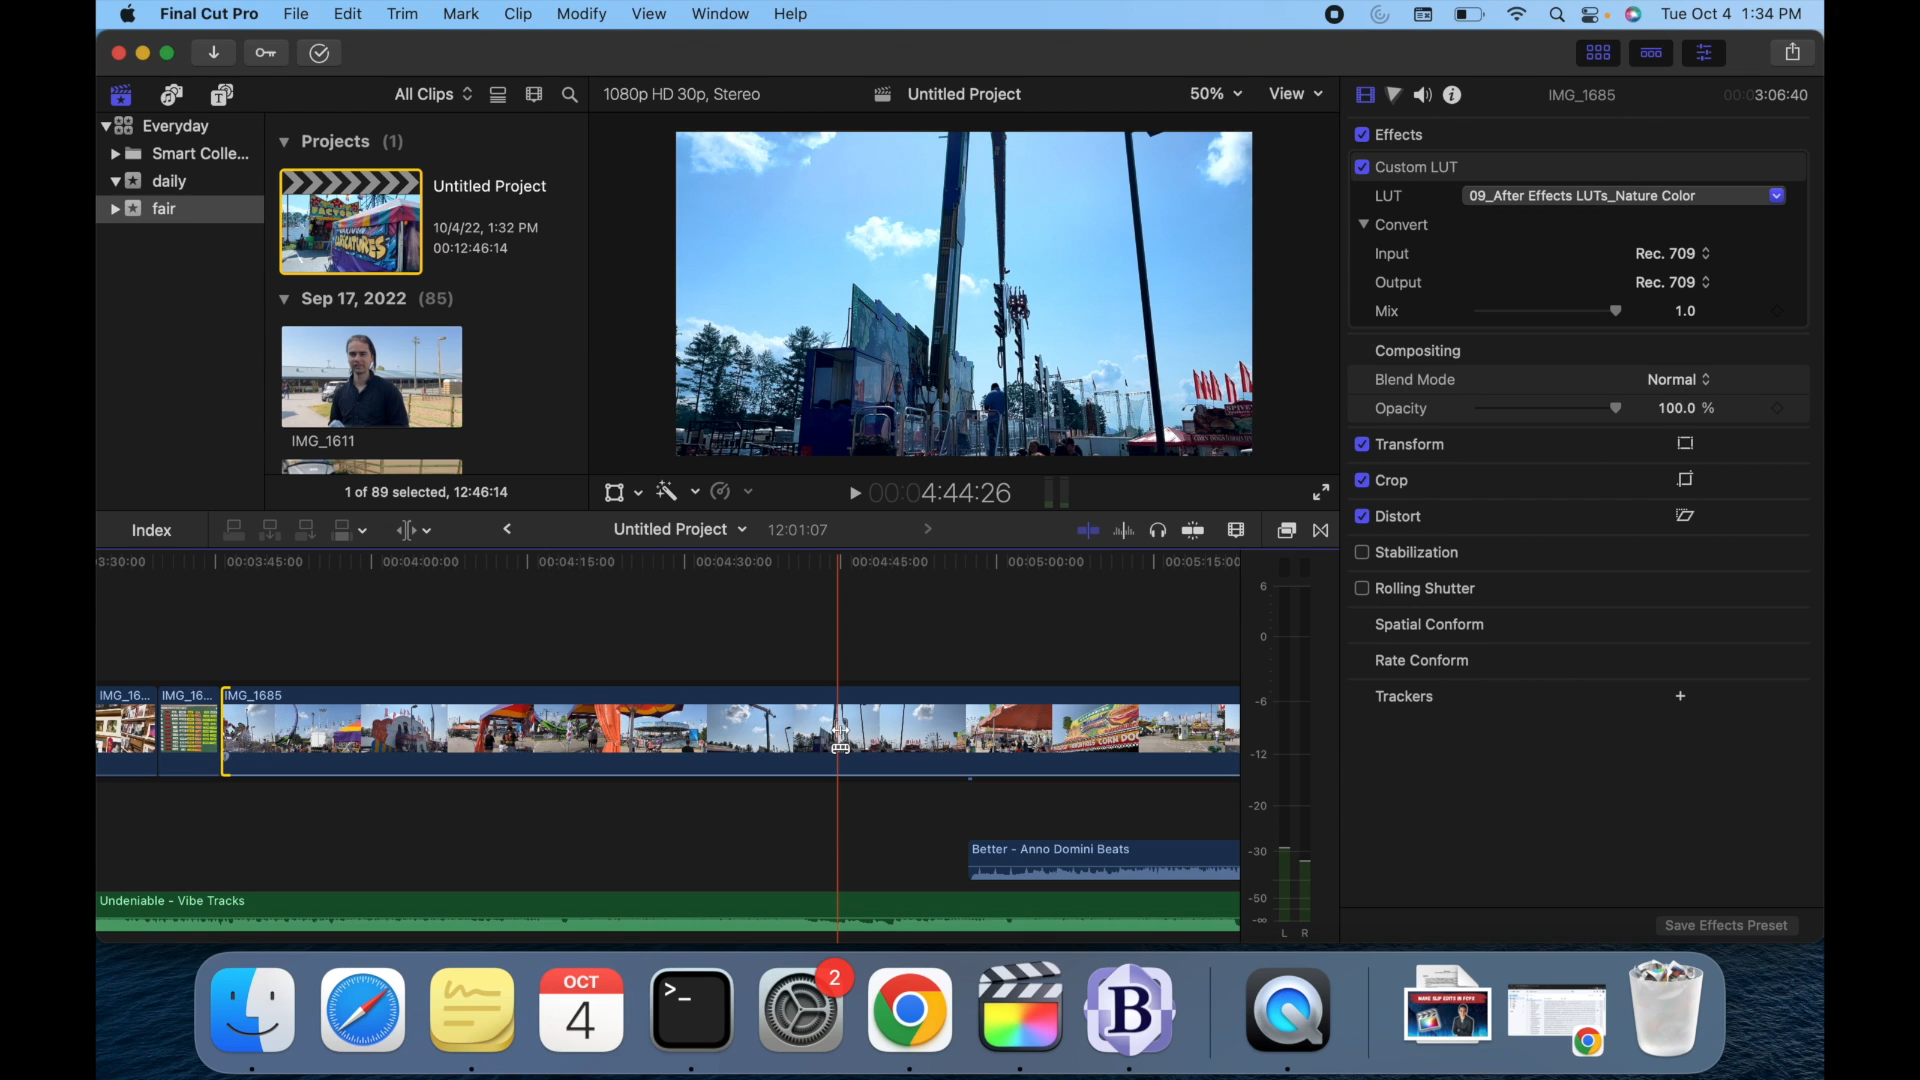 Final Cut Pro File Edit Trim Mark Clip Modify View Window Help Tue Oct 4 1:34 PM
All Clips 1080p HD 30p, Stereo Untitled Project 50% View IMG_1685 00:03:06:40
Everyday
Smart Colle...
daily
fair
Projects (1)
Untitled Project
10/4/22, 1:32 PM
00:12:46:14
Sep 17, 2022 (85)
IMG_1611
1 of 89 selected, 12:46:14
00:04:44:26
Effects
Custom LUT
LUT 09_After Effects LUTs_Nature Color
Convert
Input Rec. 709
Output Rec. 709
Mix 1.0
Compositing
Blend Mode Normal
Opacity 100.0 %
Transform
Crop
Distort
Stabilization
Rolling Shutter
Spatial Conform
Rate Conform
Trackers +
Save Effects Preset
Index Untitled Project 12:01:07
3:30:00 00:03:45:00 00:04:00:00 00:04:15:00 00:04:30:00 00:04:45:00 00:05:00:00 00:05:15:00
6
0
-6
-12
-20
-30
-50
-∞
L R
IMG_16... IMG_16... IMG_1685
Better - Anno Domini Beats
Undeniable - Vibe Tracks
OCT
4
>_
2
B
MAKE SLIP EDITS IN FCPX